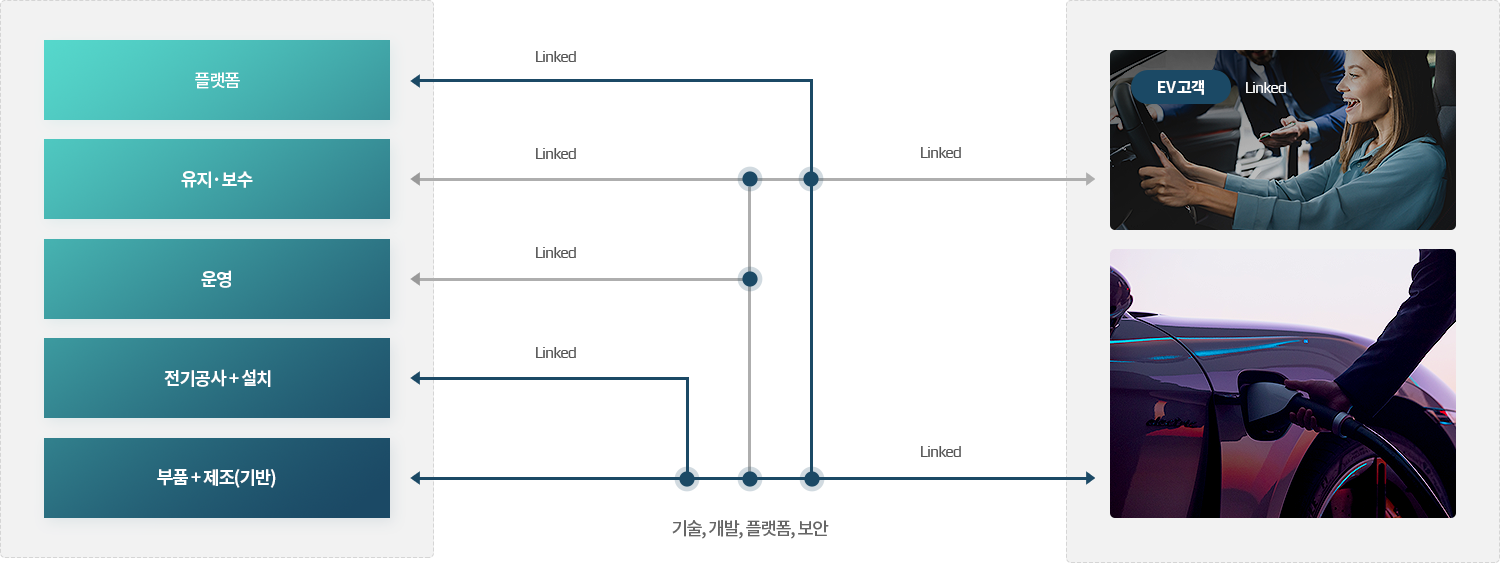 플랫폼
유지·보수
운영
전기공사 + 설치
부품 + 제조(기반)
Linked
Linked
Linked
Linked
Linked
Linked
기술, 개발, 플랫폼, 보안
EV고객 Linked
electric